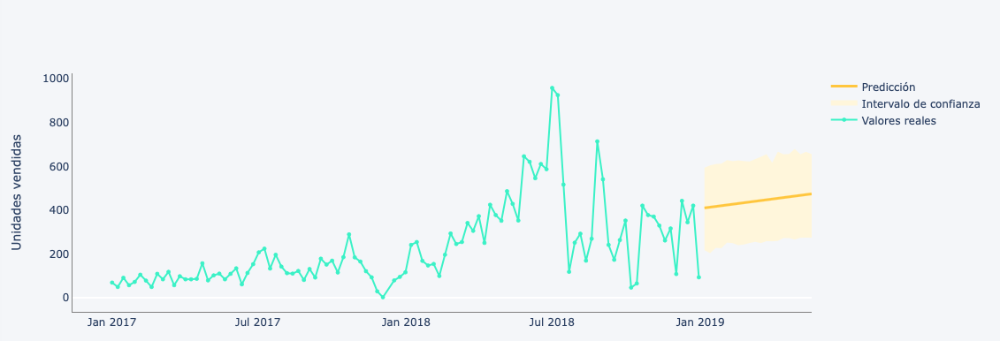 1000
800
600
400
200
0
Unidades vendidas
Jan 2017
Jul 2017
Jan 2018
Jul 2018
Jan 2019
Predicción
Intervalo de confianza
Valores reales